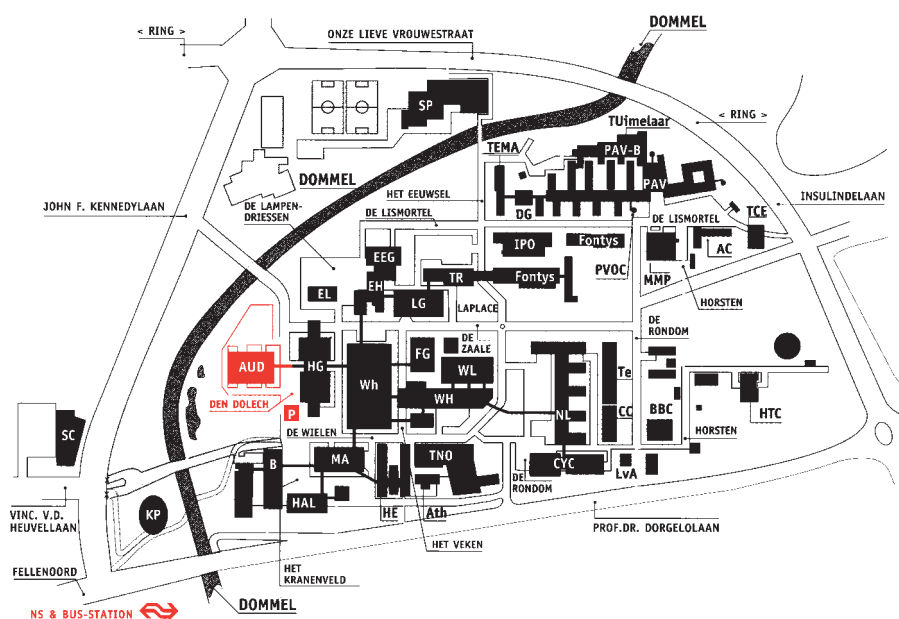 DOMMEL
< RING >
ONZE LIEVE VROUWESTRAAT
SP
< RING >
TUimelaar
TEMA
PAV-B
DOMMEL
PAV
HET EEUWSEL
INSULINDELAAN
JOHN F. KENNEDYLAAN
DE LAMPEN-
DRIESSEN
DE LISMORTEL
DG
DE LISMORTEL
TCE
IPO
Fontys
AC
EEG
PVOC
MMP
EH
TR
Fontys
EL
LG
LAPLACE
HORSTEN
DE
ZAALE
DE
RONDOM
AUD
HG
Wh
FG
WL
Te
WH
DEN DOLECH
P
NL
CC
BBC
HTC
SC
DE WIELEN
HORSTEN
B
MA
TNO
CYC
DE
RONDOM
LvA
HAL
HE
Ath
KP
VINC. V.D.
HEUVELLAAN
PROF.DR. DORGELOLAAN
HET VEKEN
FELLENOORD
HET
KRANENVELD
DOMMEL
NS & BUS-STATION